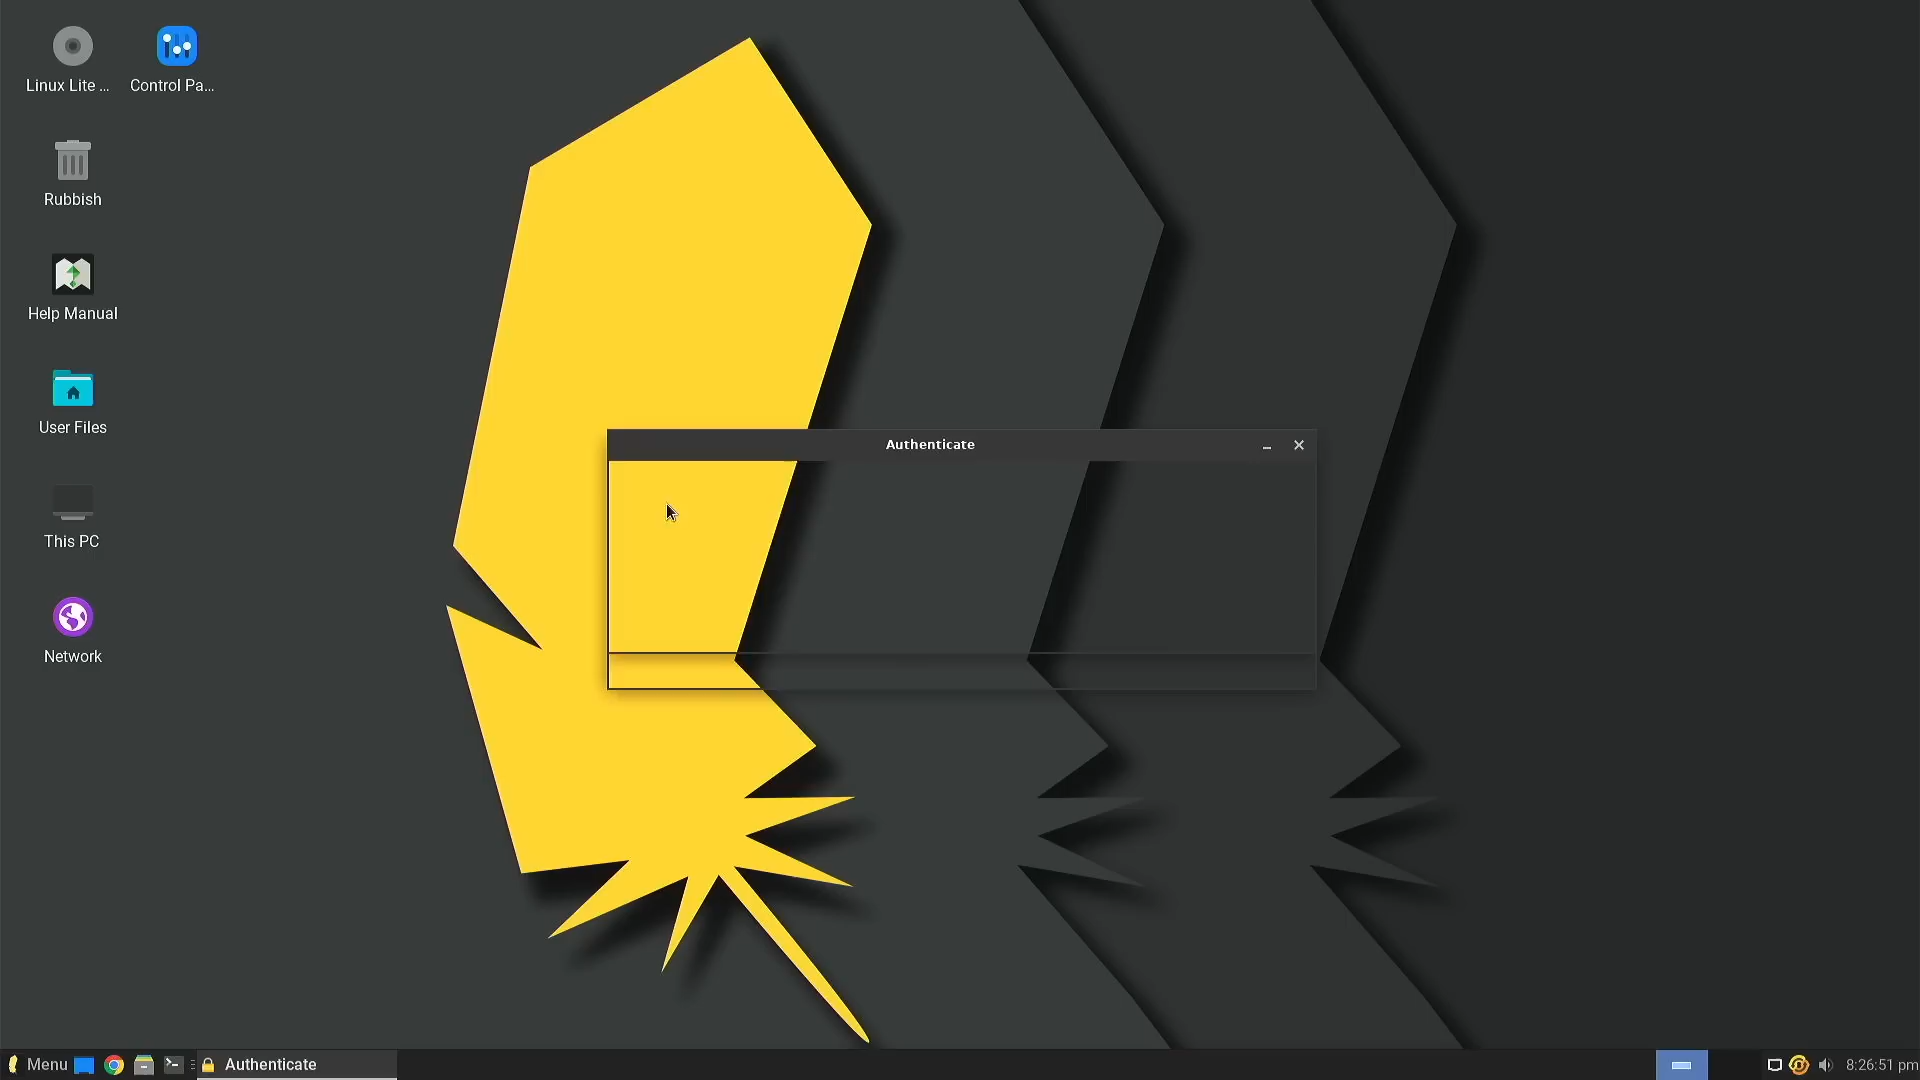 Linux Lite ...
Control Pa...
Rubbish
Help Manual
User Files
This PC
Network
Authenticate
Menu
Authenticate
8:26:51 pm